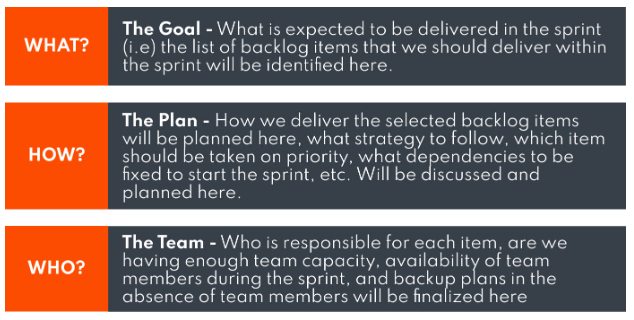 WHAT?
The Goal - What is expected to be delivered in the sprint
(i.e) the list of backlog items that we should deliver within
the sprint will be identified here.
HOW?
The Plan - How we deliver the selected backlog items
will be planned here, what strategy to follow, which item
should be taken on priority, what dependencies to be
fixed to start the sprint, etc. Will be discussed and
planned here.
WHO?
The Team - Who is responsible for each item, are we
having enough team capacity, availability of team
members during the sprint, and backup plans in the
absence of team members will be finalized here